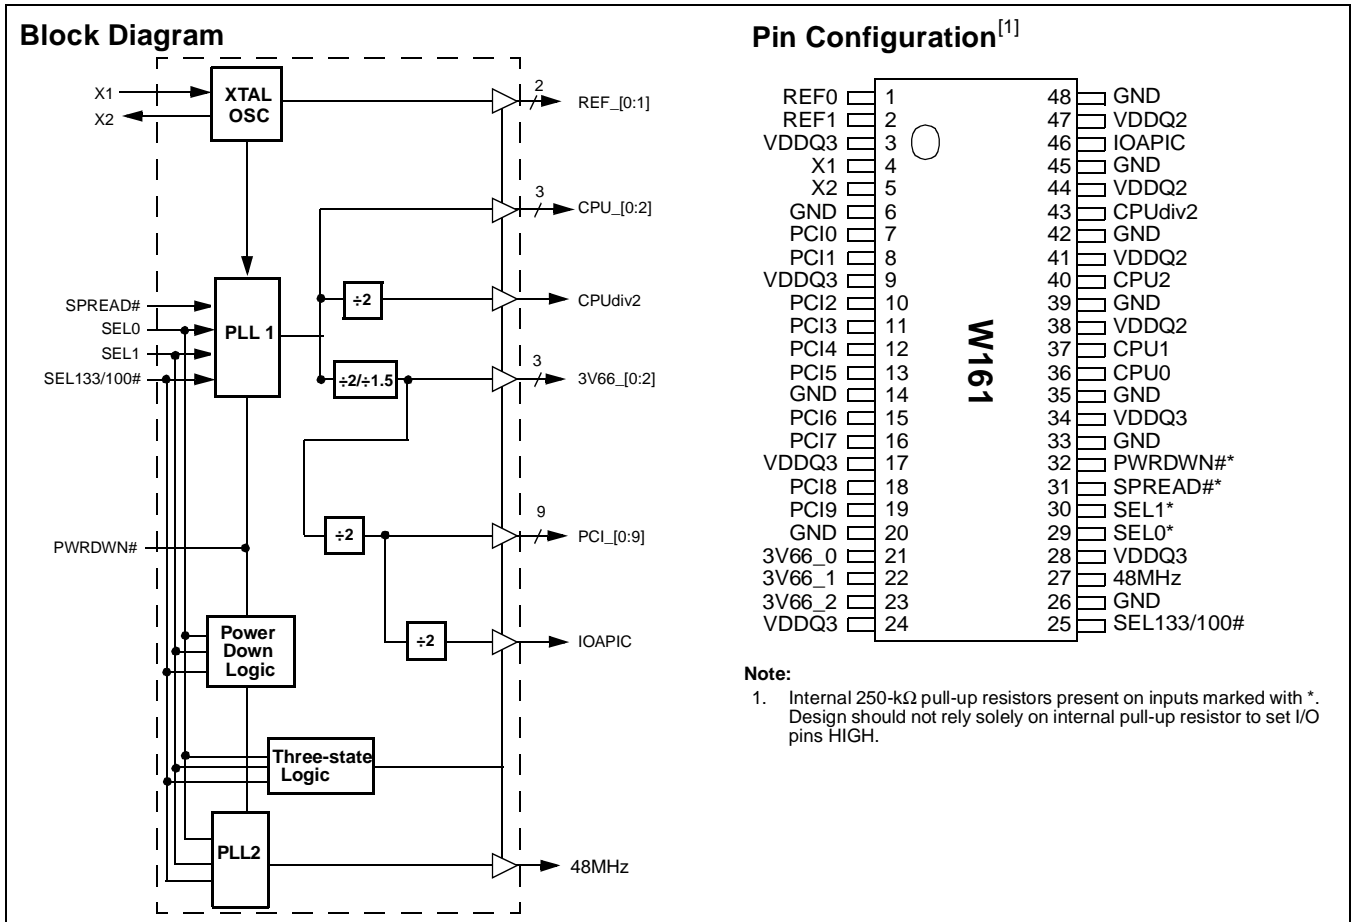 Block Diagram
X1
X2
XTAL
OSC
2
REF_[0:1]
3
CPU_[0:2]
÷2
CPUdiv2
SPREAD#
SEL0
SEL1
SEL133/100#
PLL 1
÷2/÷1.5
3
3V66_[0:2]
÷2
9
PCI_[0:9]
PWRDWN#
÷2
IOAPIC
Power
Down
Logic
Three-state
Logic
PLL2
48MHz
Pin Configuration[1]
REF0 1
REF1 2
VDDQ3 3
X1 4
X2 5
GND 6
PCI0 7
PCI1 8
VDDQ3 9
PCI2 10
PCI3 11
PCI4 12
PCI5 13
GND 14
PCI6 15
PCI7 16
VDDQ3 17
PCI8 18
PCI9 19
GND 20
3V66_0 21
3V66_1 22
3V66_2 23
VDDQ3 24
W161
48 GND
47 VDDQ2
46 IOAPIC
45 GND
44 VDDQ2
43 CPUdiv2
42 GND
41 VDDQ2
40 CPU2
39 GND
38 VDDQ2
37 CPU1
36 CPU0
35 GND
34 VDDQ3
33 GND
32 PWRDWN#*
31 SPREAD#*
30 SEL1*
29 SEL0*
28 VDDQ3
27 48MHz
26 GND
25 SEL133/100#
Note:
1. Internal 250-kΩ pull-up resistors present on inputs marked with *.
Design should not rely solely on internal pull-up resistor to set I/O
pins HIGH.